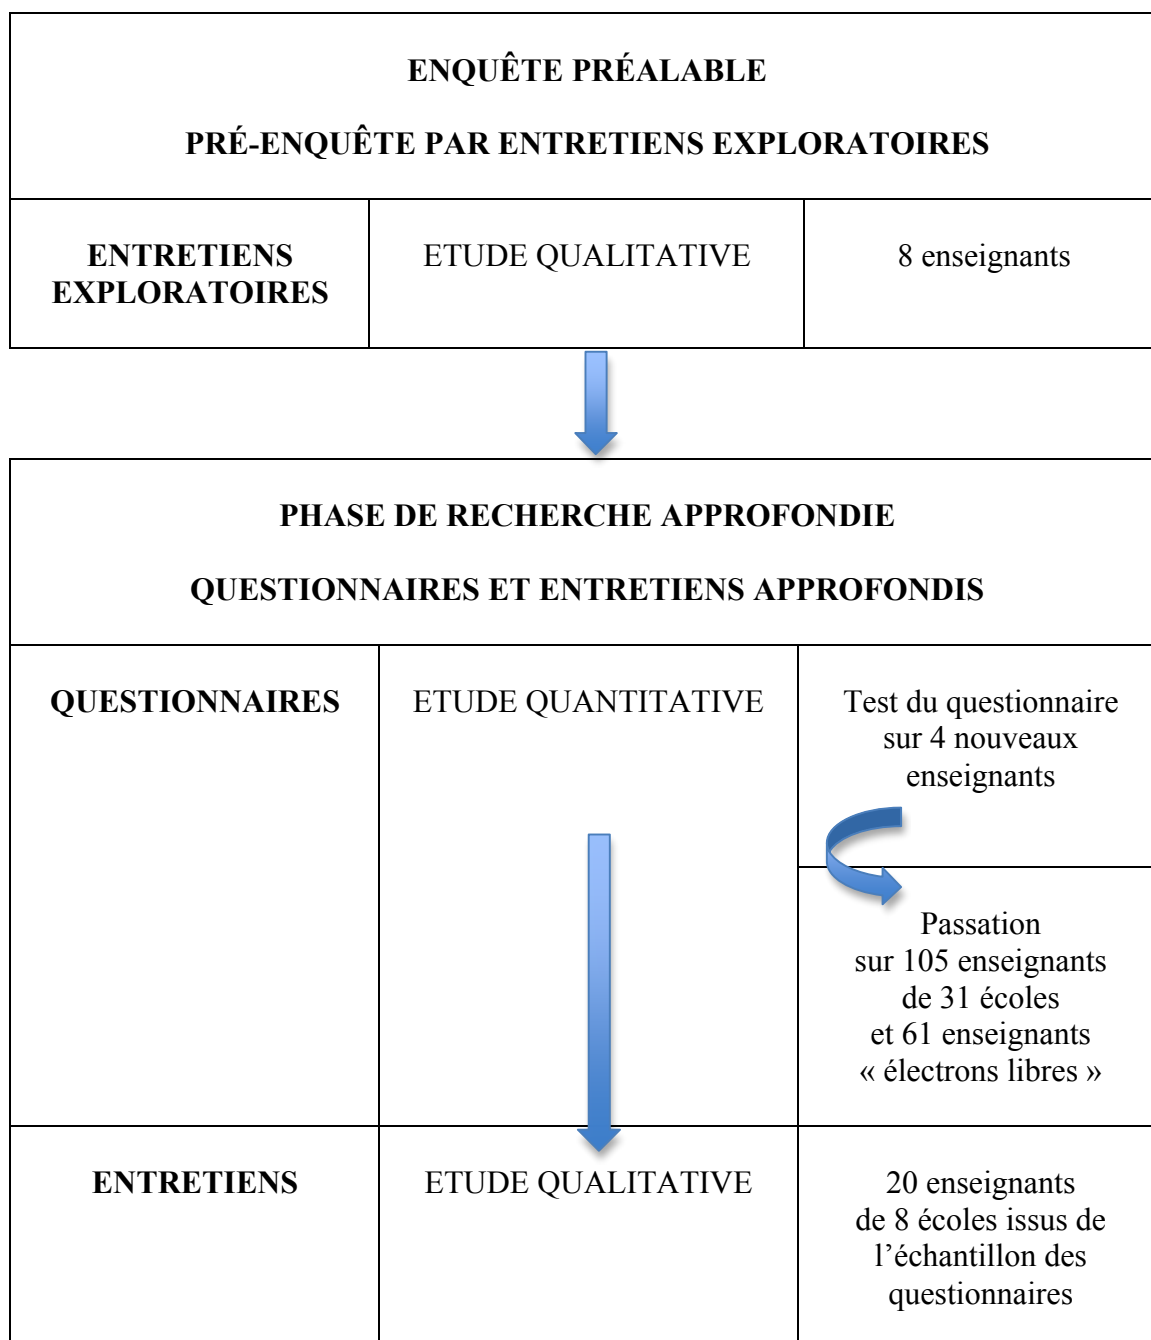 ENQUÊTE PRÉALABLE
PRÉ-ENQUÊTE PAR ENTRETIENS EXPLORATOIRES
ENTRETIENS
EXPLORATOIRES
ETUDE QUALITATIVE
8 enseignants
PHASE DE RECHERCHE APPROFONDIE
QUESTIONNAIRES ET ENTRETIENS APPROFONDIS
QUESTIONNAIRES
ETUDE QUANTITATIVE
Test du questionnaire
sur 4 nouveaux
enseignants
Passation
sur 105 enseignants
de 31 écoles
et 61 enseignants
« électrons libres »
ENTRETIENS
ETUDE QUALITATIVE
20 enseignants
de 8 écoles issus de
l’échantillon des
questionnaires